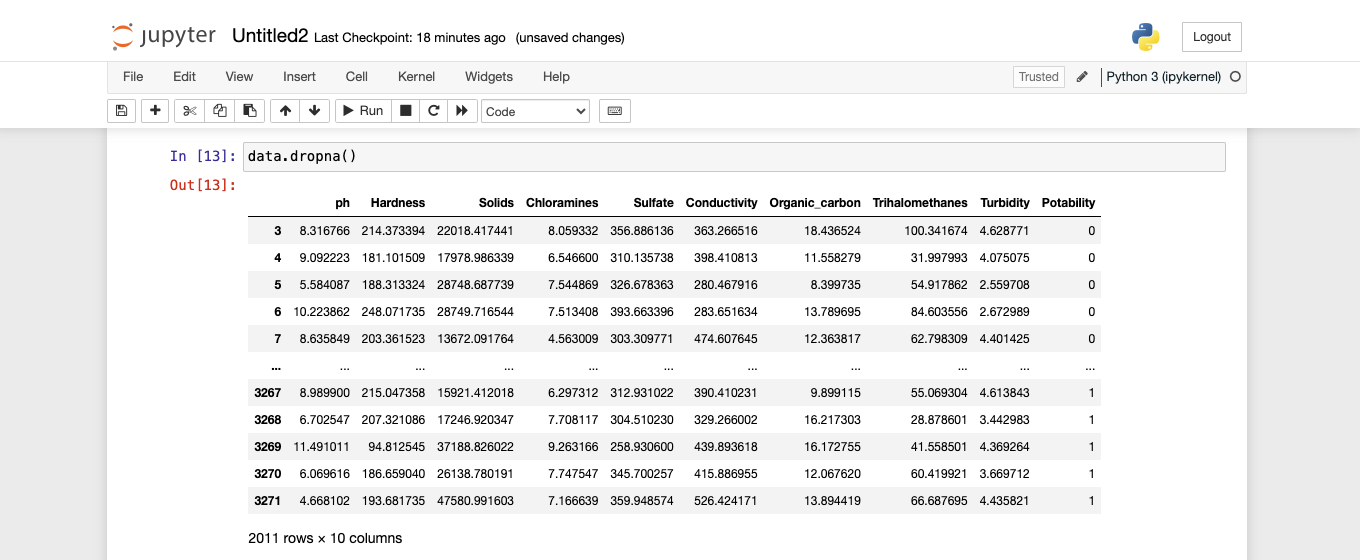 jupyter Untitled2 Last Checkpoint: 18 minutes ago (unsaved changes) Logout
File Edit View Insert Cell Kernel Widgets Help Trusted Python 3 (ipykernel)
Run Code
In [13]: data.dropna()
Out[13]:
ph Hardness Solids Chloramines Sulfate Conductivity Organic_carbon Trihalomethanes Turbidity Potability
3 8.316766 214.373394 22018.417441 8.059332 356.886136 363.266516 18.436524 100.341674 4.628771 0
4 9.092223 181.101509 17978.986339 6.546600 310.135738 398.410813 11.558279 31.997993 4.075075 0
5 5.584087 188.313324 28748.687739 7.544869 326.678363 280.467916 8.399735 54.917862 2.559708 0
6 10.223862 248.071735 28749.716544 7.513408 393.663396 283.651634 13.789695 84.603556 2.672989 0
7 8.635849 203.361523 13672.091764 4.563009 303.309771 474.607645 12.363817 62.798309 4.401425 0
... ... ... ... ... ... ... ... ... ... ...
3267 8.989900 215.047358 15921.412018 6.297312 312.931022 390.410231 9.899115 55.069304 4.613843 1
3268 6.702547 207.321086 17246.920347 7.708117 304.510230 329.266002 16.217303 28.878601 3.442983 1
3269 11.491011 94.812545 37188.826022 9.263166 258.930600 439.893618 16.172755 41.558501 4.369264 1
3270 6.069616 186.659040 26138.780191 7.747547 345.700257 415.886955 12.067620 60.419921 3.669712 1
3271 4.668102 193.681735 47580.991603 7.166639 359.948574 526.424171 13.894419 66.687695 4.435821 1
2011 rows × 10 columns